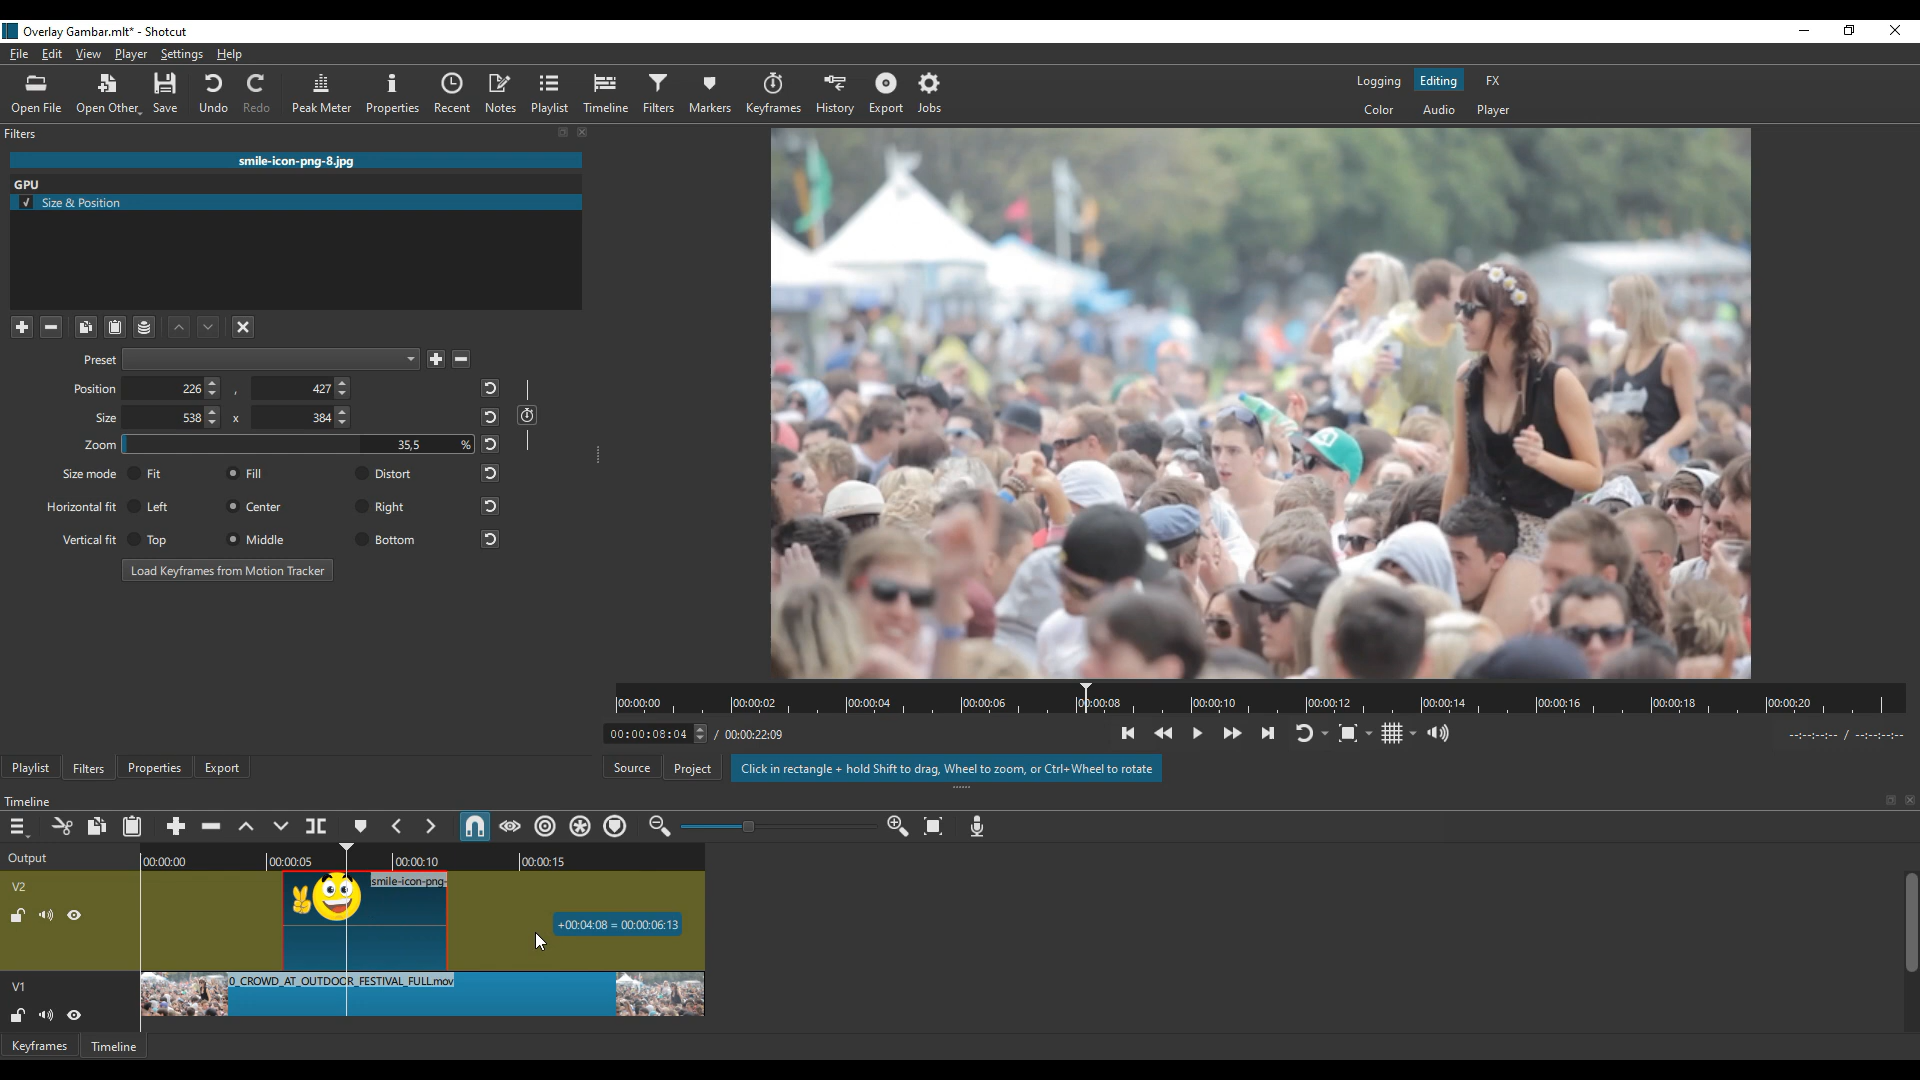 Overlay Gambar.mlt* - Shotcut
File Edit View Player Settings Help
Open File Open Other Save Undo Redo Peak Meter Properties Recent Notes Playlist Timeline Filters Markers Keyframes History Export Jobs
Logging Editing FX
Color Audio Player
Filters
smile-icon-png-8.jpg
GPU
Size & Position
Preset
Position 226 , 427
Size 538 x 384
Zoom 35,5 %
Size mode Fit Fill Distort
Horizontal fit Left Center Right
Vertical fit Top Middle Bottom
Load Keyframes from Motion Tracker
00:00:00 00:00:02 00:00:04 00:00:06 00:00:08 00:00:10 00:00:12 00:00:14 00:00:16 00:00:18 00:00:20
00:00:08:04 / 00:00:22:09
--:--:--:-- / --:--:--:--
Playlist Filters Properties Export
Source Project Click in rectangle + hold Shift to drag, Wheel to zoom, or Ctrl+Wheel to rotate
Timeline
Output
00:00:00 00:00:05 00:00:10 00:00:15
V2
smile-icon-png-
+00:04:08 = 00:00:06:13
V1
0_CROWD_AT_OUTDOOR_FESTIVAL_FULL.mov
Keyframes Timeline